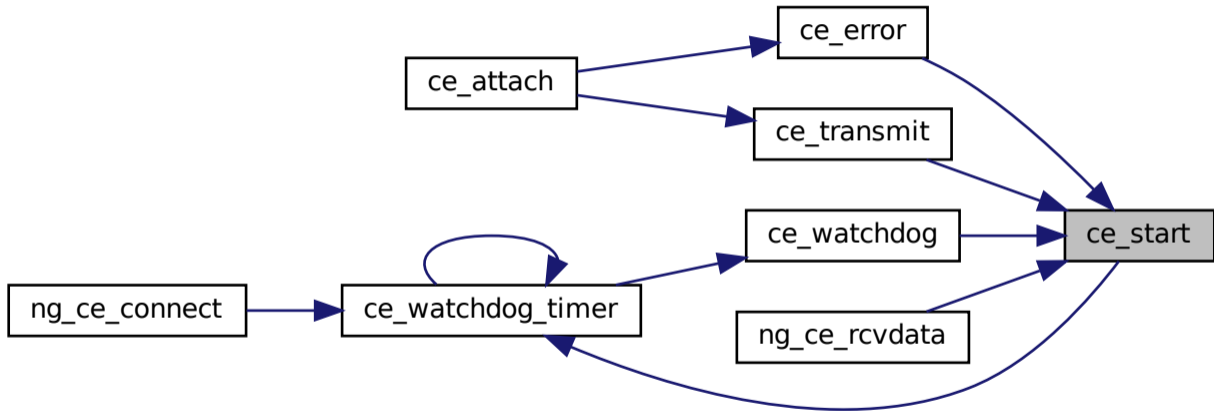 ce_error
ce_attach
ce_transmit
ce_watchdog
ce_start
ng_ce_connect
ce_watchdog_timer
ng_ce_rcvdata